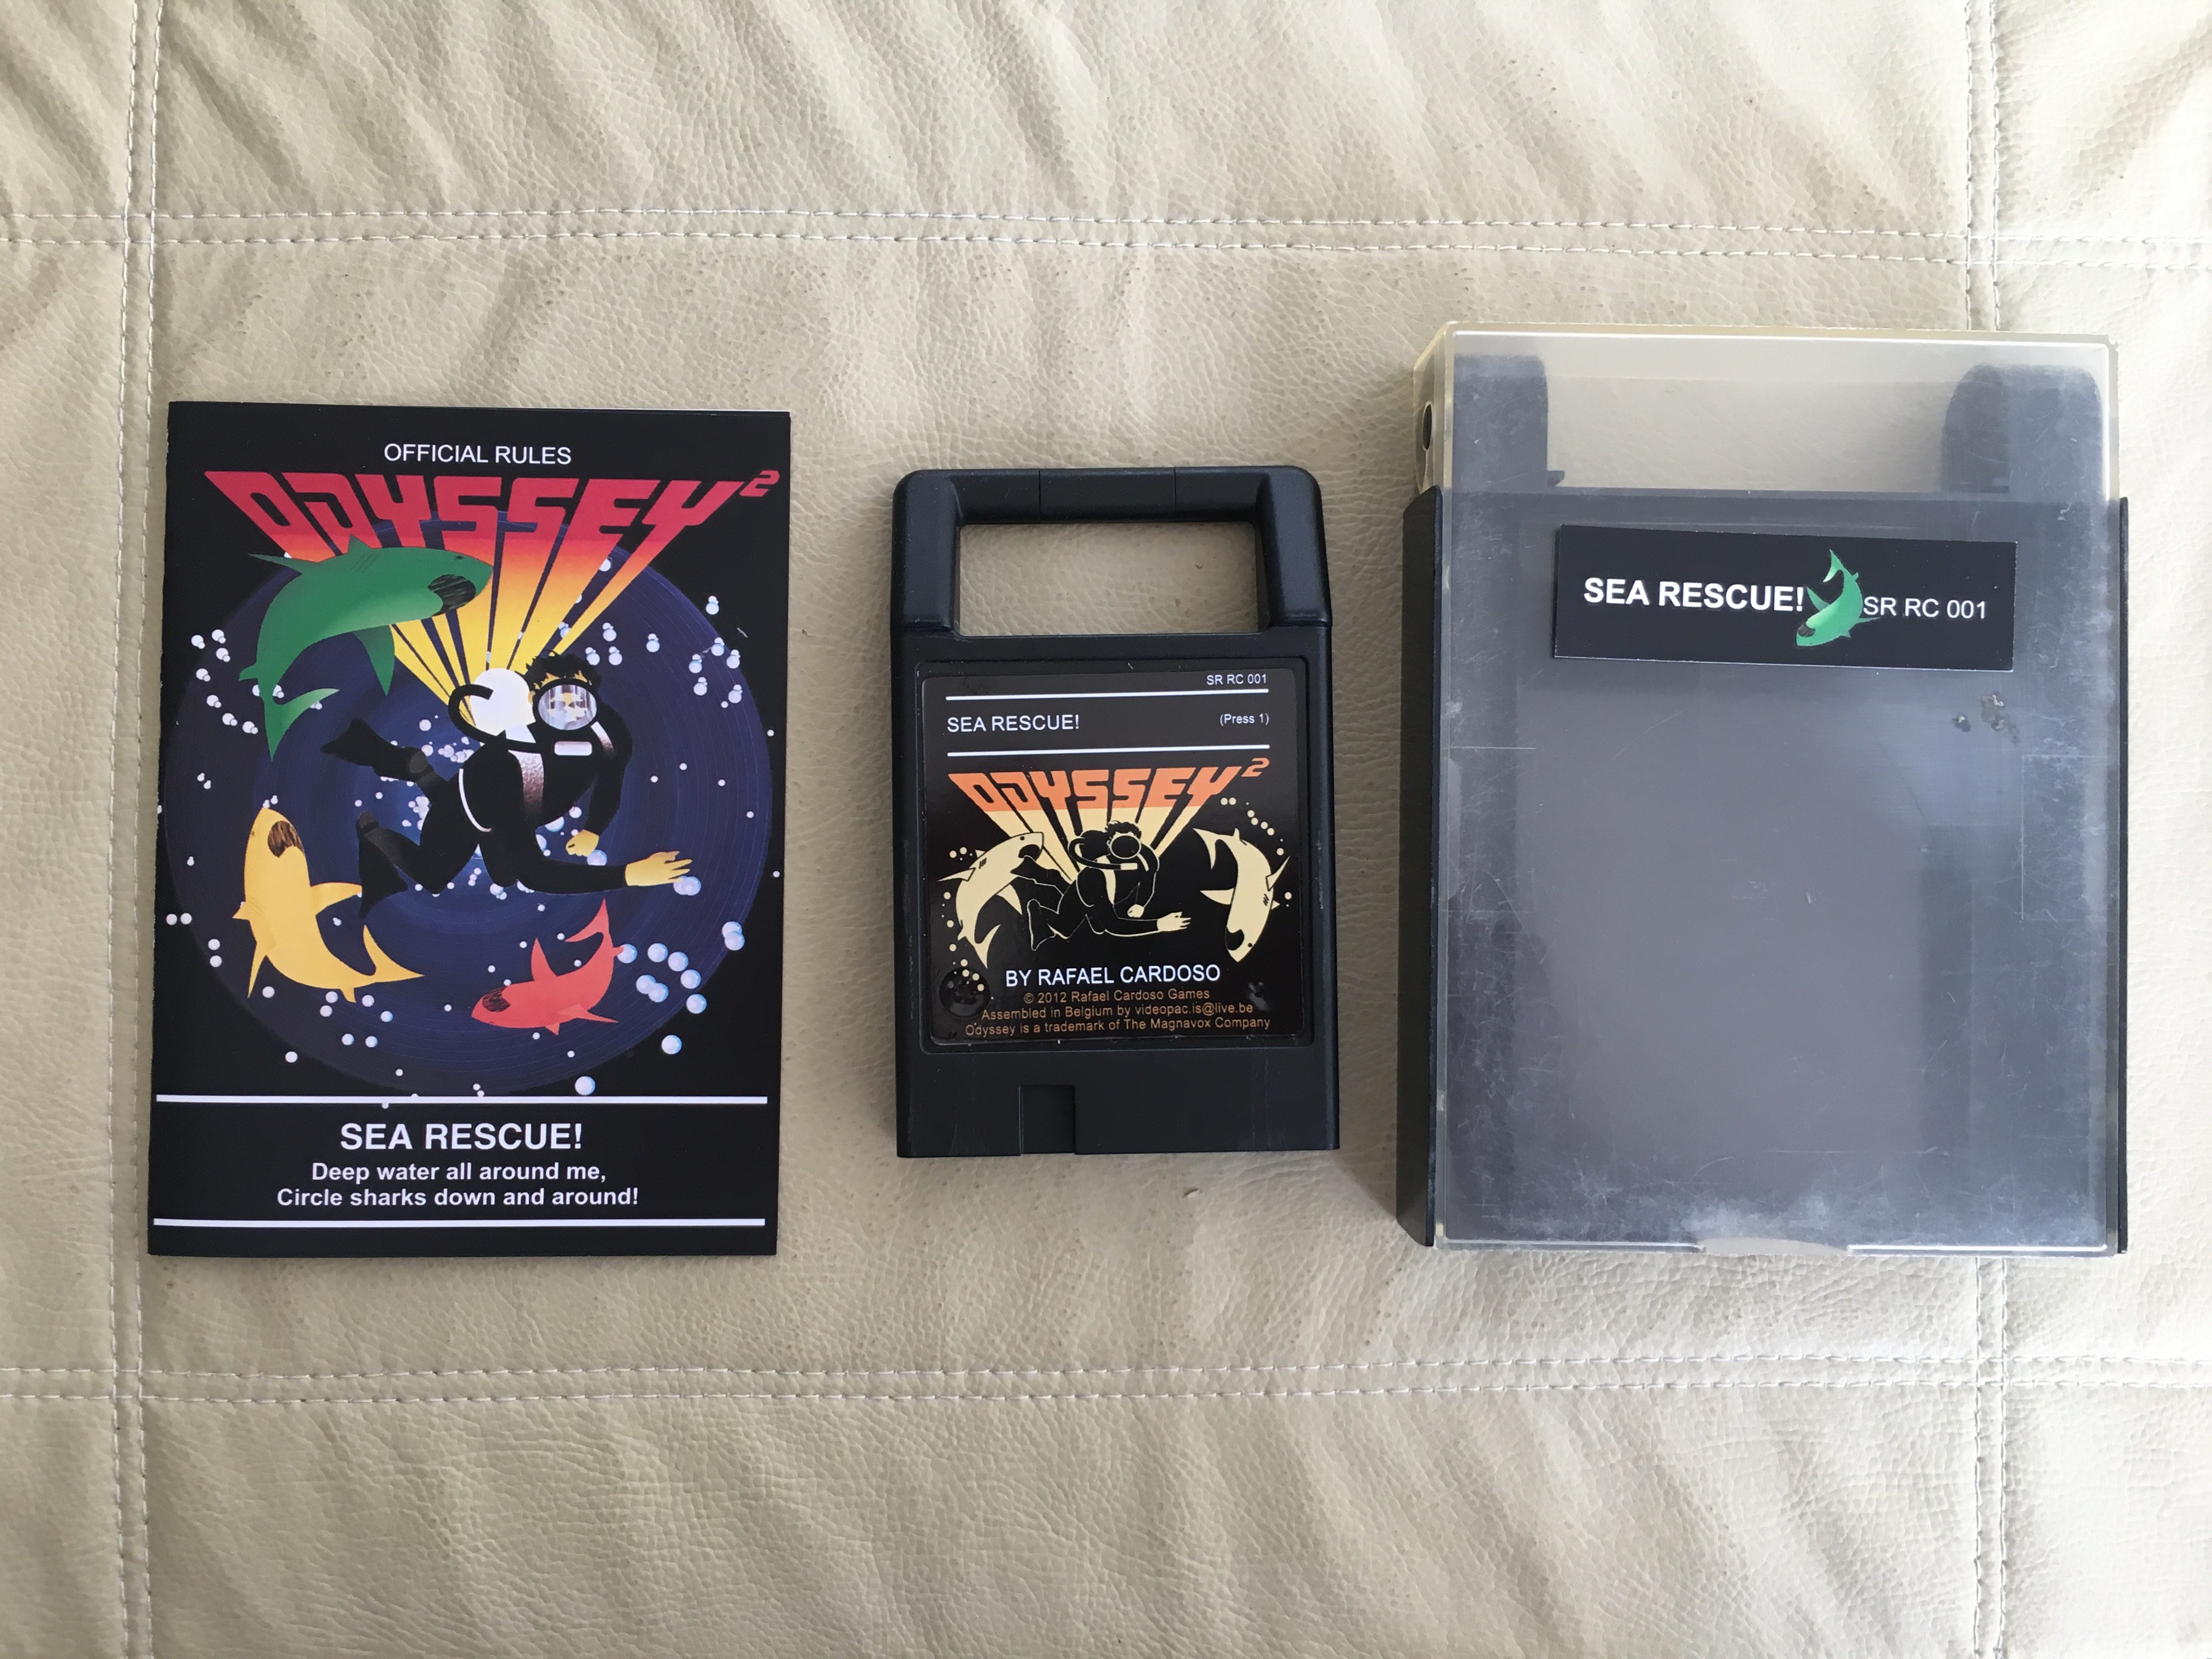 OFFICIAL RULES
ODYSSEY²
SEA RESCUE!
Deep water all around me,
Circle sharks down and around!
SR RC 001
SEA RESCUE!
(Press 1)
ODYSSEY²
BY RAFAEL CARDOSO
© 2012 Rafael Cardoso Games
Assembled in Belgium by videopac.is@live.be
Odyssey is a trademark of The Magnavox Company
SEA RESCUE! SR RC 001